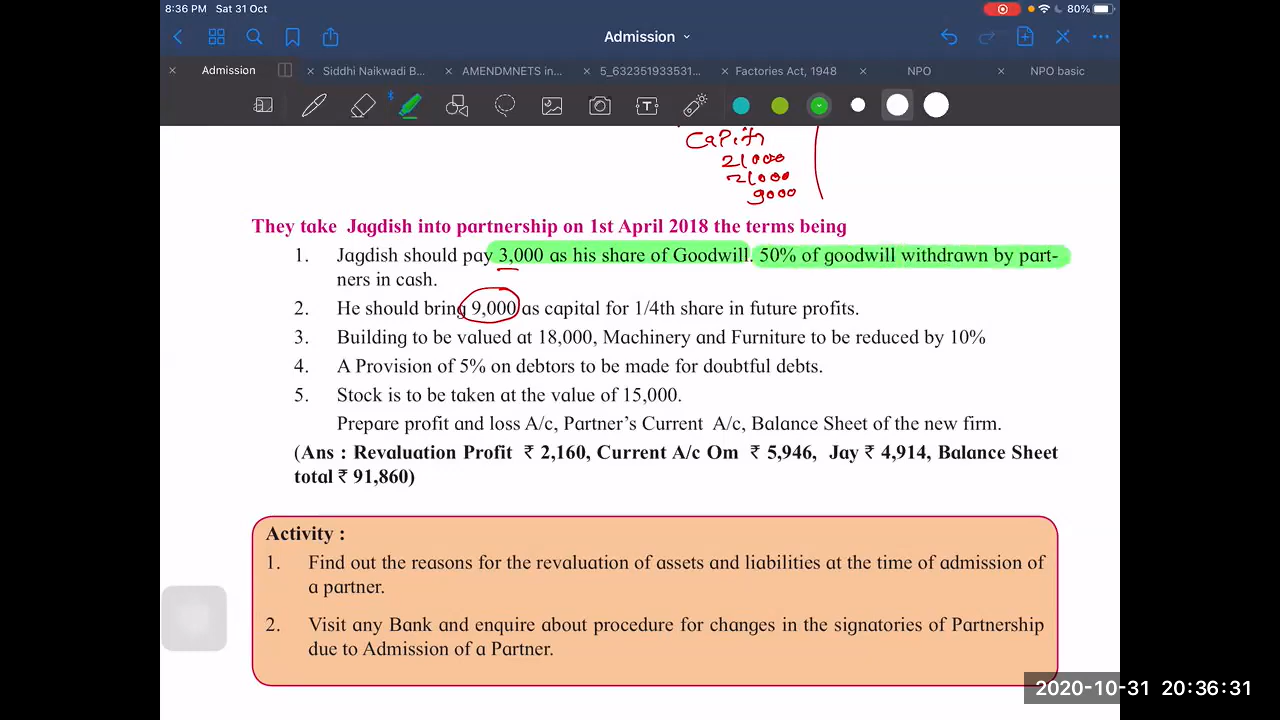 8:36 PM Sat 31 Oct
80%
Admission
Admission
Siddhi Naikwadi B...
AMENDMNETS in...
5_632351933531...
Factories Act, 1948
NPO
NPO basic
Capita
21000
21000
9000
They take Jagdish into partnership on 1st April 2018 the terms being
1. Jagdish should pay 3,000 as his share of Goodwill. 50% of goodwill withdrawn by part-
ners in cash.
2. He should bring 9,000 as capital for 1/4th share in future profits.
3. Building to be valued at 18,000, Machinery and Furniture to be reduced by 10%
4. A Provision of 5% on debtors to be made for doubtful debts.
5. Stock is to be taken at the value of 15,000.
Prepare profit and loss A/c, Partner's Current A/c, Balance Sheet of the new firm.
(Ans : Revaluation Profit ₹ 2,160, Current A/c Om ₹ 5,946, Jay ₹ 4,914, Balance Sheet
total ₹ 91,860)
Activity :
1. Find out the reasons for the revaluation of assets and liabilities at the time of admission of
a partner.
2. Visit any Bank and enquire about procedure for changes in the signatories of Partnership
due to Admission of a Partner.
2020-10-31 20:36:31